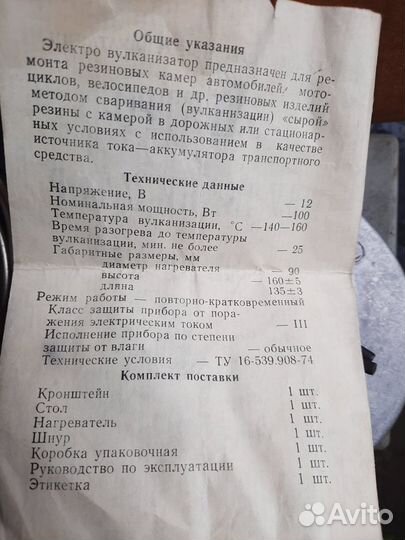 Общие указания
Электро вулканизатор предназначен для ре-
монта резиновых камер автомобилей, мото-
циклов, велосипедов и др. резиновых изделий
методом сваривания (вулканизации) «сырой»
резины с камерой в дорожных или стационар-
ных условиях с использованием в качестве
источника тока—аккумулятора транспортного
средства.
Технические данные
Напряжение, В — 12
Номинальная мощность, Вт —100
Температура вулканизации, °С —140—160
Время разогрева до температуры
вулканизации, мин. не более — 25
Габаритные размеры, мм
диаметр нагревателя — 90
высота — 160±5
дляна 135±3
Режим работы — повторно-кратковременный
Класс защиты прибора от пора-
жения электрическим током — III
Исполнение прибора по степени
защиты от влаги — обычное
Технические условия — ТУ 16-539.908-74
Комплект поставки
Кронштейн 1 шт.
Стол 1 шт.
Нагреватель 1 шт.
Шнур 1 шт.
Коробка упаковочная 1 шт.
Руководство по эксплуатации 1 шт.
Этикетка 1 шт.
Avito